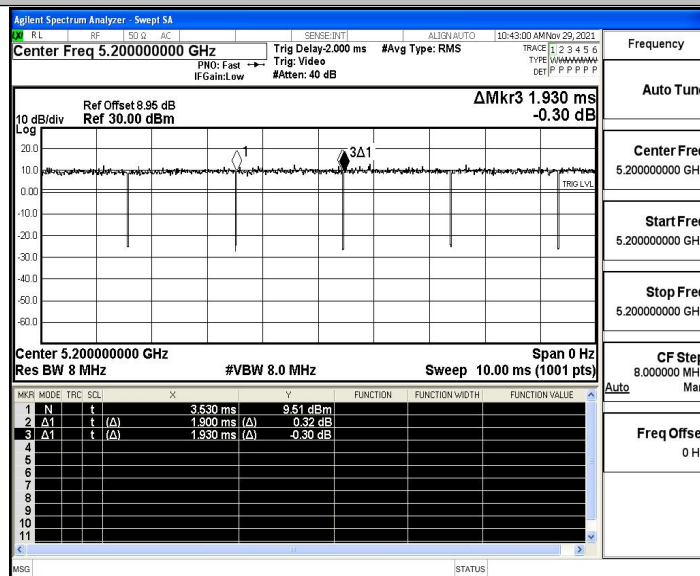 Agilent Spectrum Analyzer - Swept SA
RL RF 50 Ω AC SENSE:INT ALIGN AUTO 10:43:00 AM Nov 29, 2021
Center Freq 5.200000000 GHz
PNO: Fast
IFGain:Low
Trig Delay-2.000 ms
Trig: Video
#Atten: 40 dB
#Avg Type: RMS
TRACE 1 2 3 4 5 6
TYPE WWWWWW
DET P P P P P P
Ref Offset 8.95 dB
10 dB/div Ref 30.00 dBm
Log
ΔMkr3 1.930 ms
-0.30 dB
20.0
1
3Δ1
10.0
0.00
TRIG LVL
-10.0
-20.0
-30.0
-40.0
-50.0
-60.0
Center 5.200000000 GHz Span 0 Hz
Res BW 8 MHz #VBW 8.0 MHz Sweep 10.00 ms (1001 pts)
MKR MODE TRC SCL X Y FUNCTION FUNCTION WIDTH FUNCTION VALUE
1 N t 3.530 ms 9.51 dBm
2 Δ1 t (Δ) 1.900 ms (Δ) 0.32 dB
3 Δ1 t (Δ) 1.930 ms (Δ) -0.30 dB
4
5
6
7
8
9
10
11
MSG STATUS
Frequency
Auto Tun
Center Fre
5.200000000 GH
Start Fre
5.200000000 GH
Stop Fre
5.200000000 GH
CF Step
8.000000 MH
Auto Ma
Freq Offse
0 H